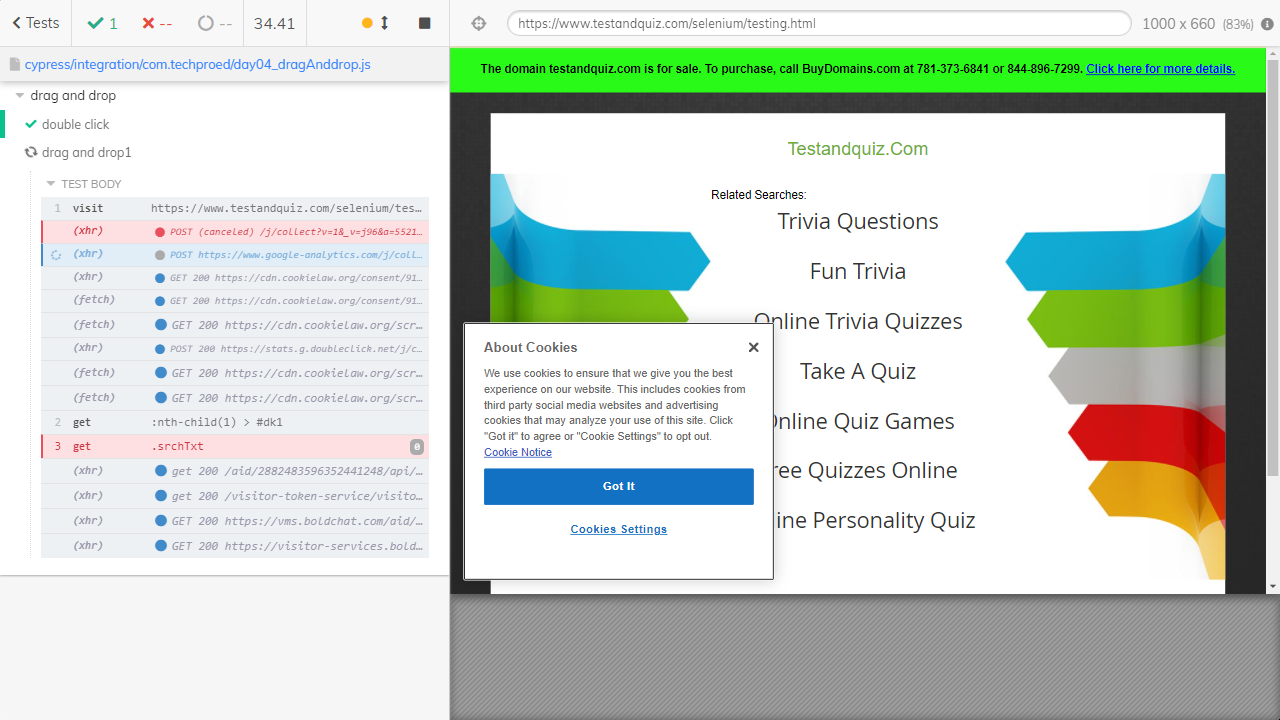 Tests
1
--
--
34.41
https://www.testandquiz.com/selenium/testing.html
1000 x 660 (83%)
cypress/integration/com.techproed/day04_dragAnddrop.js
drag and drop
double click
drag and drop1
TEST BODY
1 visit https://www.testandquiz.com/selenium/tes…
(xhr) POST (canceled) /j/collect?v=1&_v=j96&a=5521…
(xhr) POST https://www.google-analytics.com/j/coll…
(xhr) GET 200 https://cdn.cookielaw.org/consent/91…
(fetch) GET 200 https://cdn.cookielaw.org/consent/91…
(fetch) GET 200 https://cdn.cookielaw.org/scr…
(xhr) POST 200 https://stats.g.doubleclick.net/j/c…
(fetch) GET 200 https://cdn.cookielaw.org/scr…
(fetch) GET 200 https://cdn.cookielaw.org/scr…
2 get :nth-child(1) > #dk1
3 get .srchTxt 0
(xhr) get 200 /aid/2882483596352441248/api/…
(xhr) get 200 /visitor-token-service/visito…
(xhr) GET 200 https://vms.boldchat.com/aid/…
(xhr) GET 200 https://visitor-services.bold…
The domain testandquiz.com is for sale. To purchase, call BuyDomains.com at 781-373-6841 or 844-896-7299. Click here for more details.
Testandquiz.Com
Related Searches:
Trivia Questions
Fun Trivia
Online Trivia Quizzes
Take A Quiz
nline Quiz Games
ree Quizzes Online
line Personality Quiz
About Cookies
We use cookies to ensure that we give you the best
experience on our website. This includes cookies from
third party social media websites and advertising
cookies that may analyze your use of this site. Click
"Got it" to agree or "Cookie Settings" to opt out.
Cookie Notice
Got It
Cookies Settings